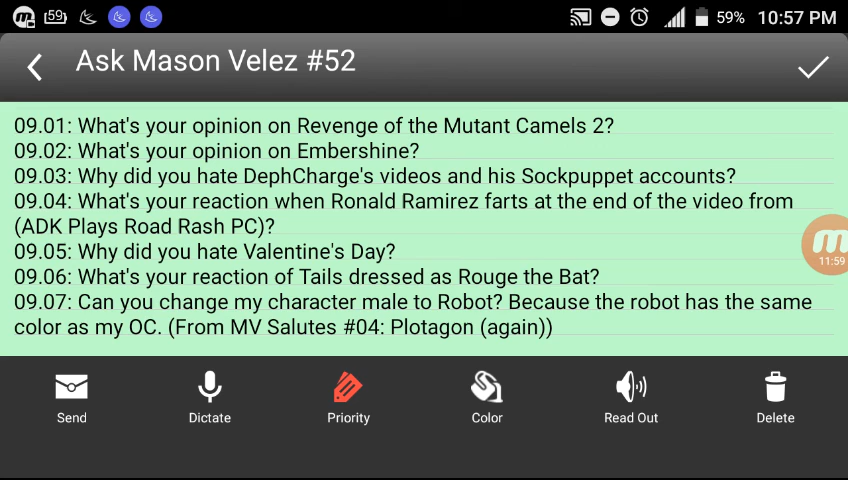 59
59%
10:57 PM
Ask Mason Velez #52
09.01: What's your opinion on Revenge of the Mutant Camels 2?
09.02: What's your opinion on Embershine?
09.03: Why did you hate DephCharge's videos and his Sockpuppet accounts?
09.04: What's your reaction when Ronald Ramirez farts at the end of the video from
(ADK Plays Road Rash PC)?
09.05: Why did you hate Valentine's Day?
09.06: What's your reaction of Tails dressed as Rouge the Bat?
09.07: Can you change my character male to Robot? Because the robot has the same
color as my OC. (From MV Salutes #04: Plotagon (again))
11:59
Send
Dictate
Priority
Color
Read Out
Delete